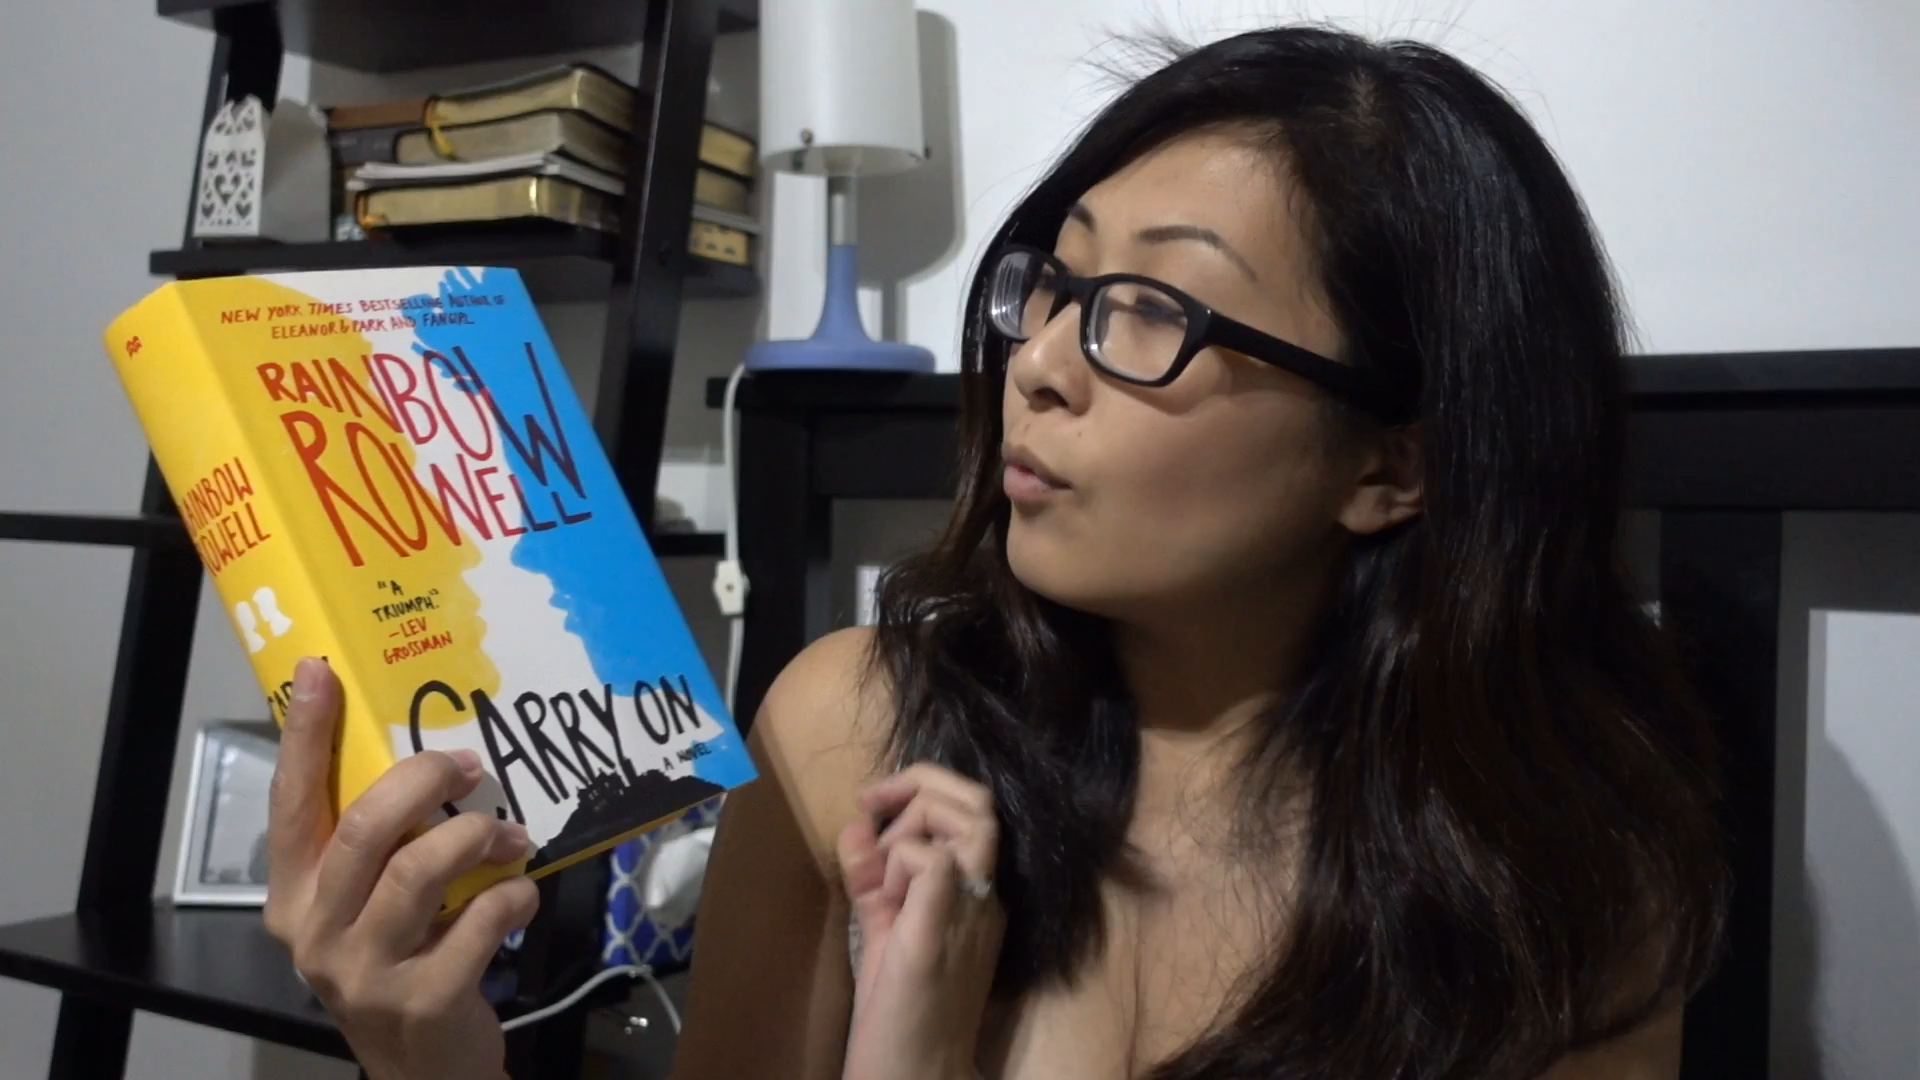 NEW YORK TIMES BESTSELLING AUTHOR OF
ELEANOR & PARK AND FANGIRL
RAINBOW
ROWELL
"A
TRIUMPH."
—LEV
GROSSMAN
CARRY ON
A NOVEL
RAINBOW
ROWELL